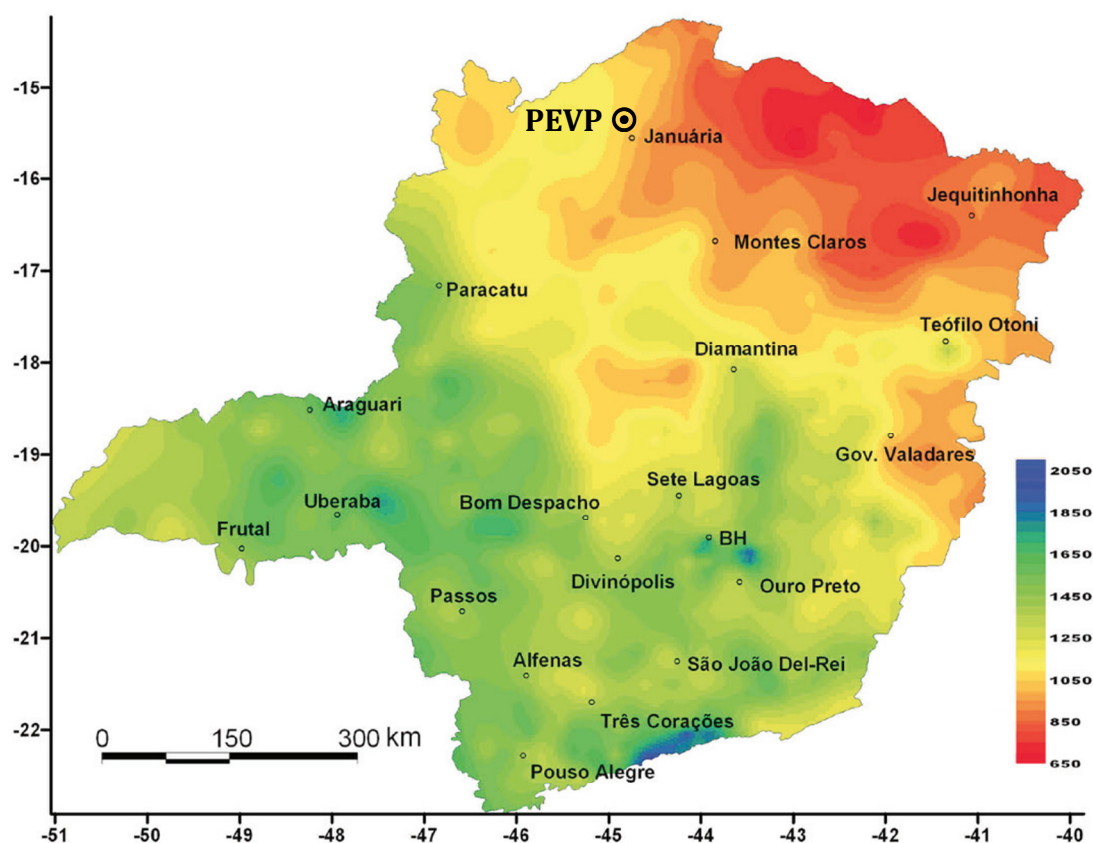 -15
PEVP
Januária
-16
Jequitinhonha
Montes Claros
-17
Paracatu
Teófilo Otoni
Diamantina
-18
Araguari
-19
Gov. Valadares
2050
Sete Lagoas
Uberaba
Bom Despacho
1850
Frutal
BH
-20
1650
Divinópolis
Ouro Preto
Passos
1450
-21
1250
Alfenas
São João Del-Rei
1050
Três Corações
850
-22
0 150 300 km
Pouso Alegre
650
-51 -50 -49 -48 -47 -46 -45 -44 -43 -42 -41 -40